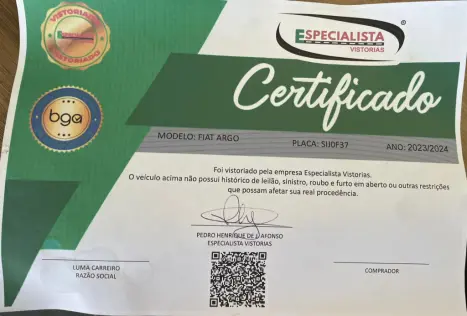 VISTORIADO
ESPECIALISTA
VISTORIADO
bga
ESPECIALISTA
VISTORIAS
®
Certificado
MODELO: FIAT ARGO PLACA: SIJ0F37 ANO: 2023/2024
Foi vistoriado pela empresa Especialista Vistorias.
O veículo acima não possui histórico de leilão, sinistro, roubo e furto em aberto ou outras restrições
que possam afetar sua real procedência.
PEDRO HENRIQUE DE J. AFONSO
ESPECIALISTA VISTORIAS
LUMA CARREIRO
RAZÃO SOCIAL
COMPRADOR